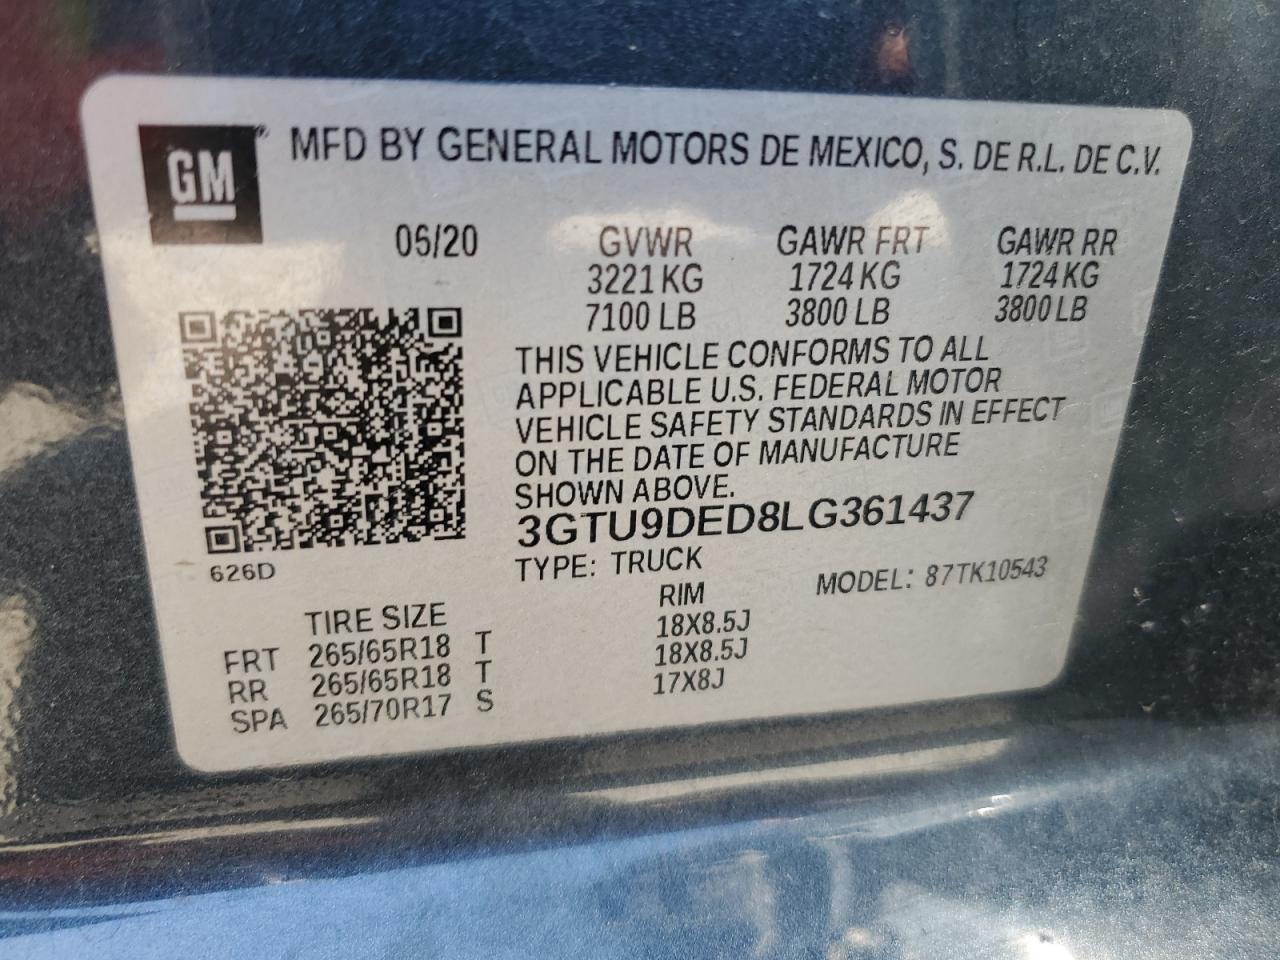 GM® MFD BY GENERAL MOTORS DE MEXICO, S. DE R.L. DE C.V.
06/20 GVWR GAWR FRT GAWR RR
3221 KG 1724 KG 1724 KG
7100 LB 3800 LB 3800 LB
THIS VEHICLE CONFORMS TO ALL
APPLICABLE U.S. FEDERAL MOTOR
VEHICLE SAFETY STANDARDS IN EFFECT
ON THE DATE OF MANUFACTURE
SHOWN ABOVE.
3GTU9DED8LG361437
626D TYPE: TRUCK MODEL: 87TK10543
TIRE SIZE RIM
FRT 265/65R18 T 18X8.5J
RR 265/65R18 T 18X8.5J
SPA 265/70R17 S 17X8J